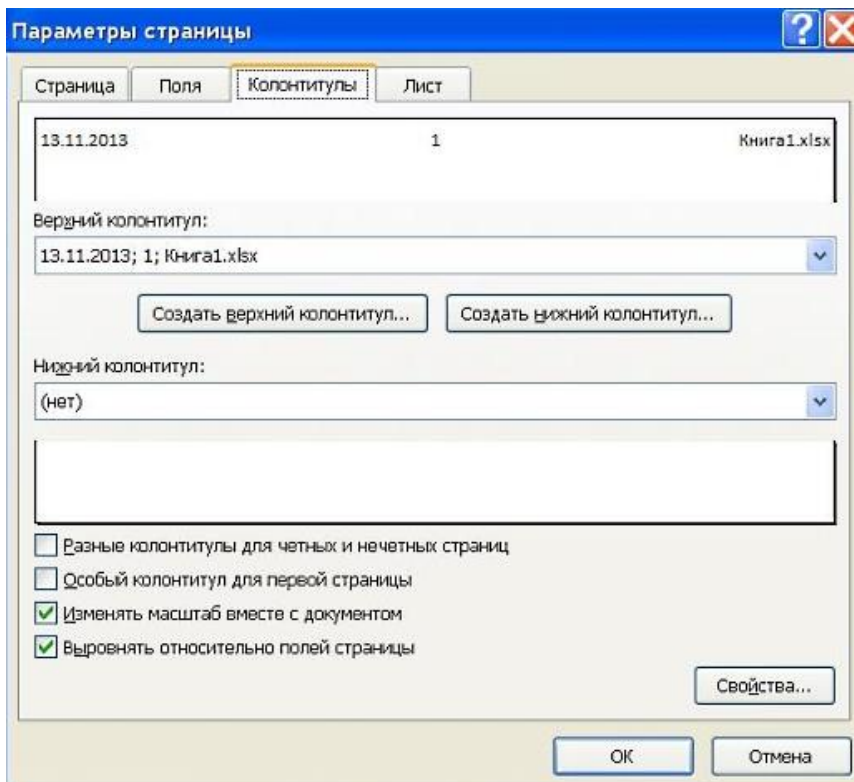 Параметры страницы
Страница Поля Колонтитулы Лист
13.11.2013 1 Книга1.xlsx
Верхний колонтитул:
13.11.2013; 1; Книга1.xlsx
Создать верхний колонтитул... Создать нижний колонтитул...
Нижний колонтитул:
(нет)
Разные колонтитулы для четных и нечетных страниц
Особый колонтитул для первой страницы
Изменять масштаб вместе с документом
Выровнять относительно полей страницы
Свойства...
ОК Отмена